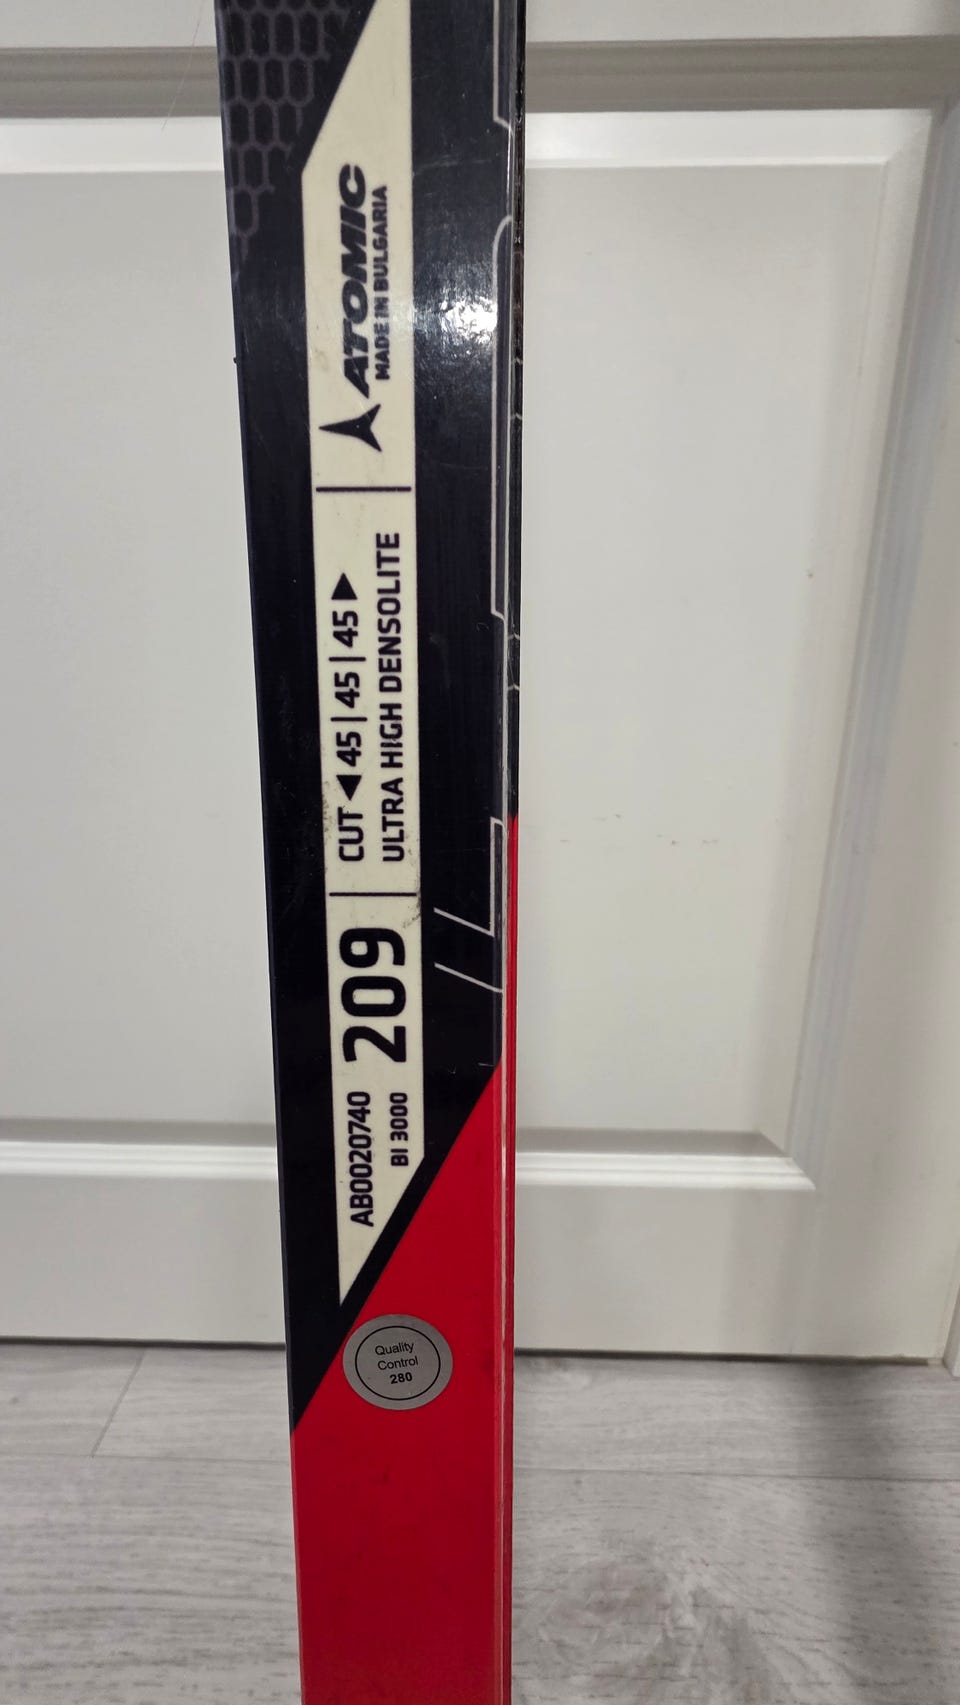 AB0020740
BI 3000
209
CUT ◀ 45 | 45 | 45 ▶
ULTRA HIGH DENSOLITE
ATOMIC
MADE IN BULGARIA
Quality
Control
280